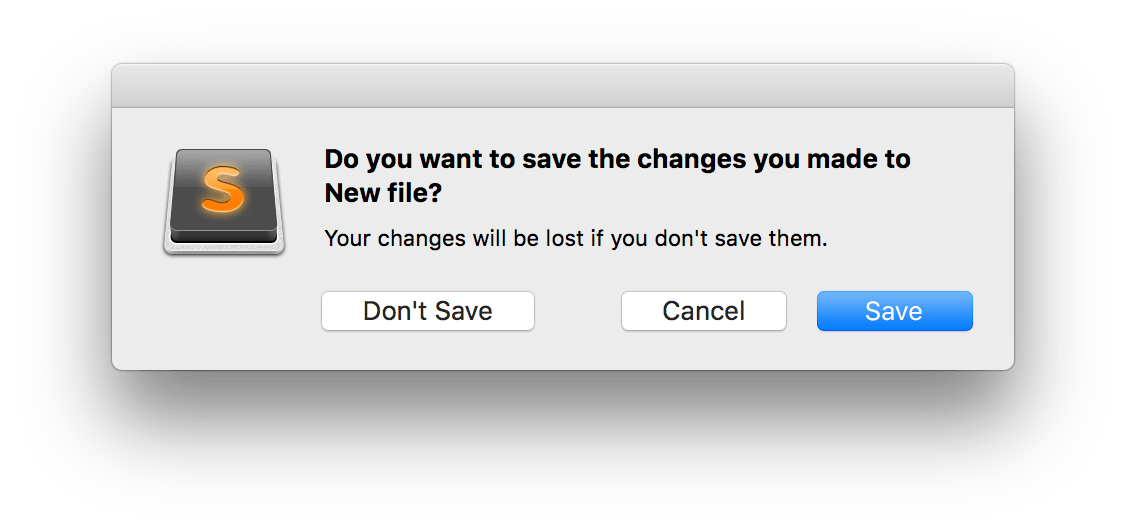 S
Do you want to save the changes you made to
New file?
Your changes will be lost if you don't save them.
Don't Save
Cancel
Save